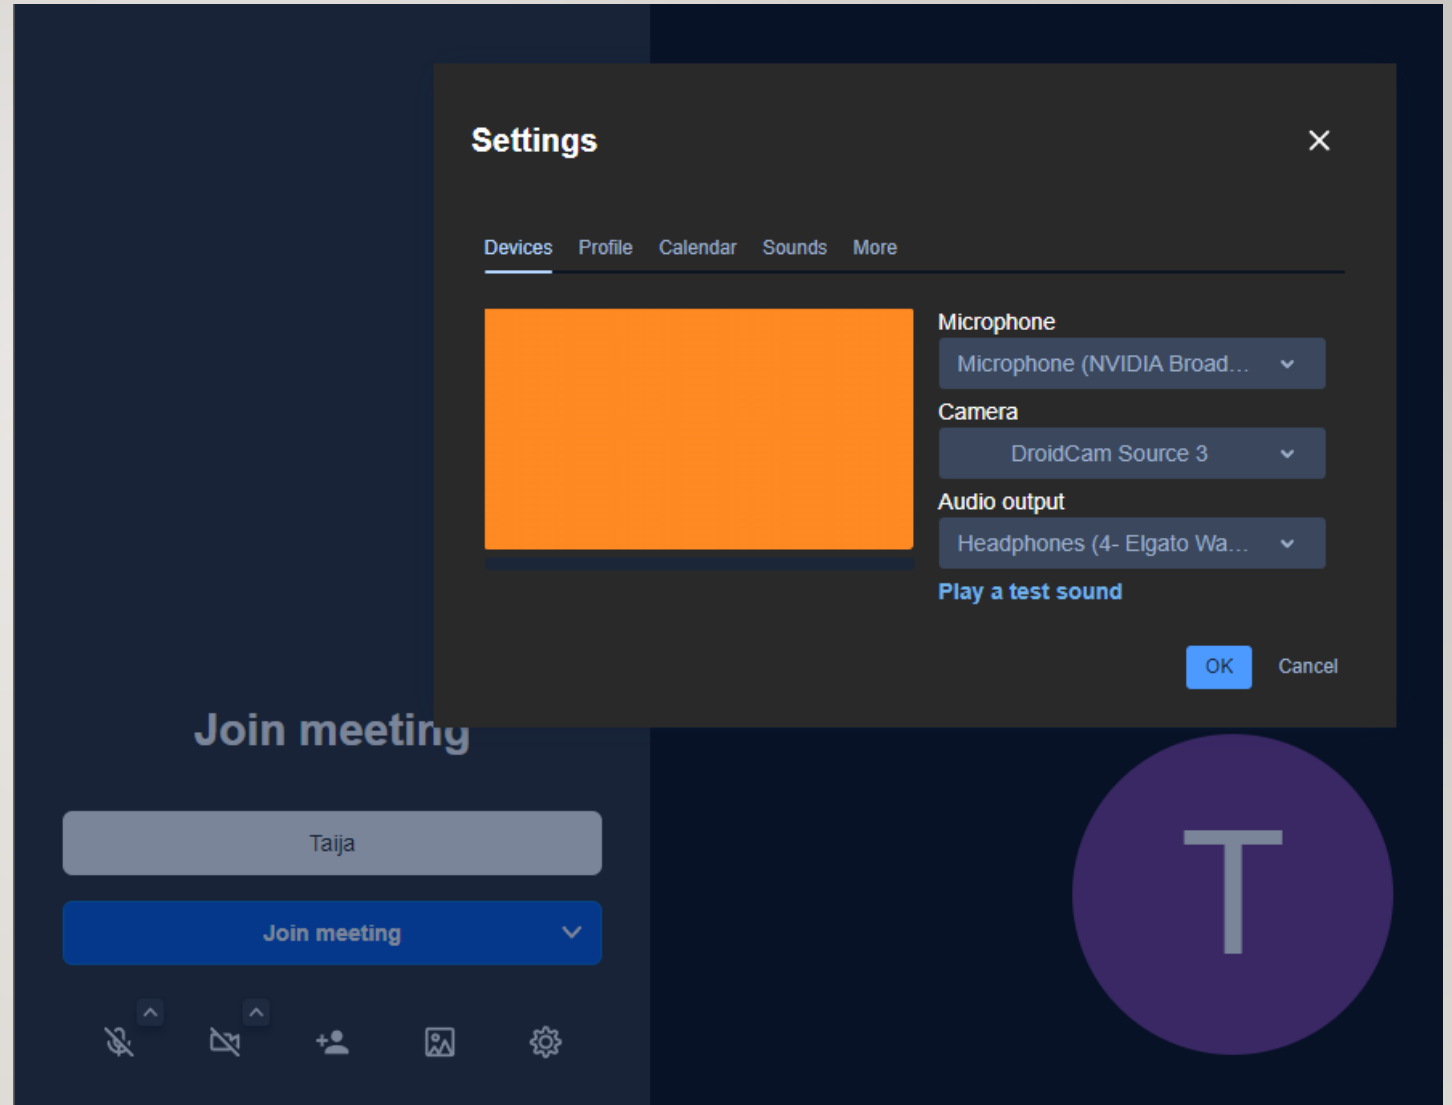 Settings
Devices Profile Calendar Sounds More
Microphone
Microphone (NVIDIA Broad...
Camera
DroidCam Source 3
Audio output
Headphones (4- Elgato Wa...
Play a test sound
OK Cancel
Join meeting
Taija
Join meeting
T